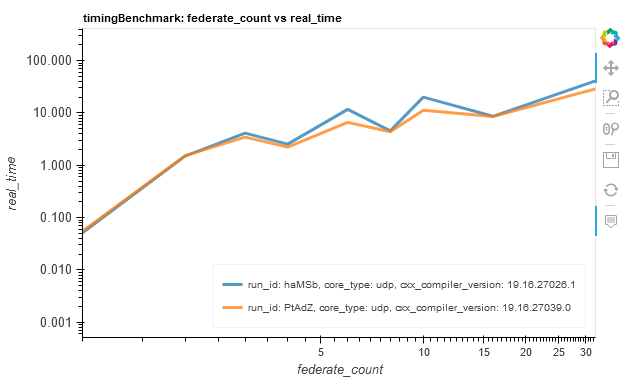 timingBenchmark: federate_count vs real_time
100.000
10.000
1.000
0.100
0.010
0.001
real_time
run_id: haMSb, core_type: udp, cxx_compiler_version: 19.16.27026.1
run_id: PtAdZ, core_type: udp, cxx_compiler_version: 19.16.27039.0
5 10 15 20 25 30
federate_count